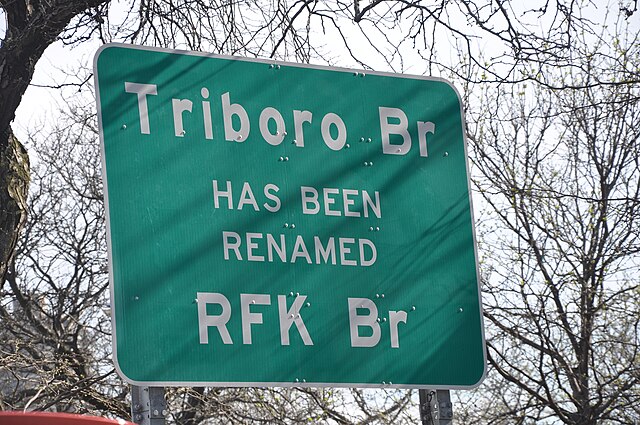 Triboro Br
HAS BEEN
RENAMED
RFK Br